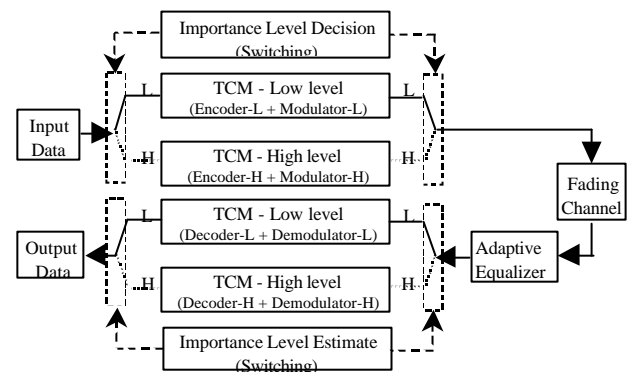 Importance Level Decision
(Switching)
L
TCM - Low level
(Encoder-L + Modulator-L)
L
Input
Data
H
TCM - High level
(Encoder-H + Modulator-H)
H
Fading
Channel
L
TCM - Low level
(Decoder-L + Demodulator-L)
L
Output
Data
Adaptive
Equalizer
H
TCM - High level
(Decoder-H + Demodulator-H)
H
Importance Level Estimate
(Switching)